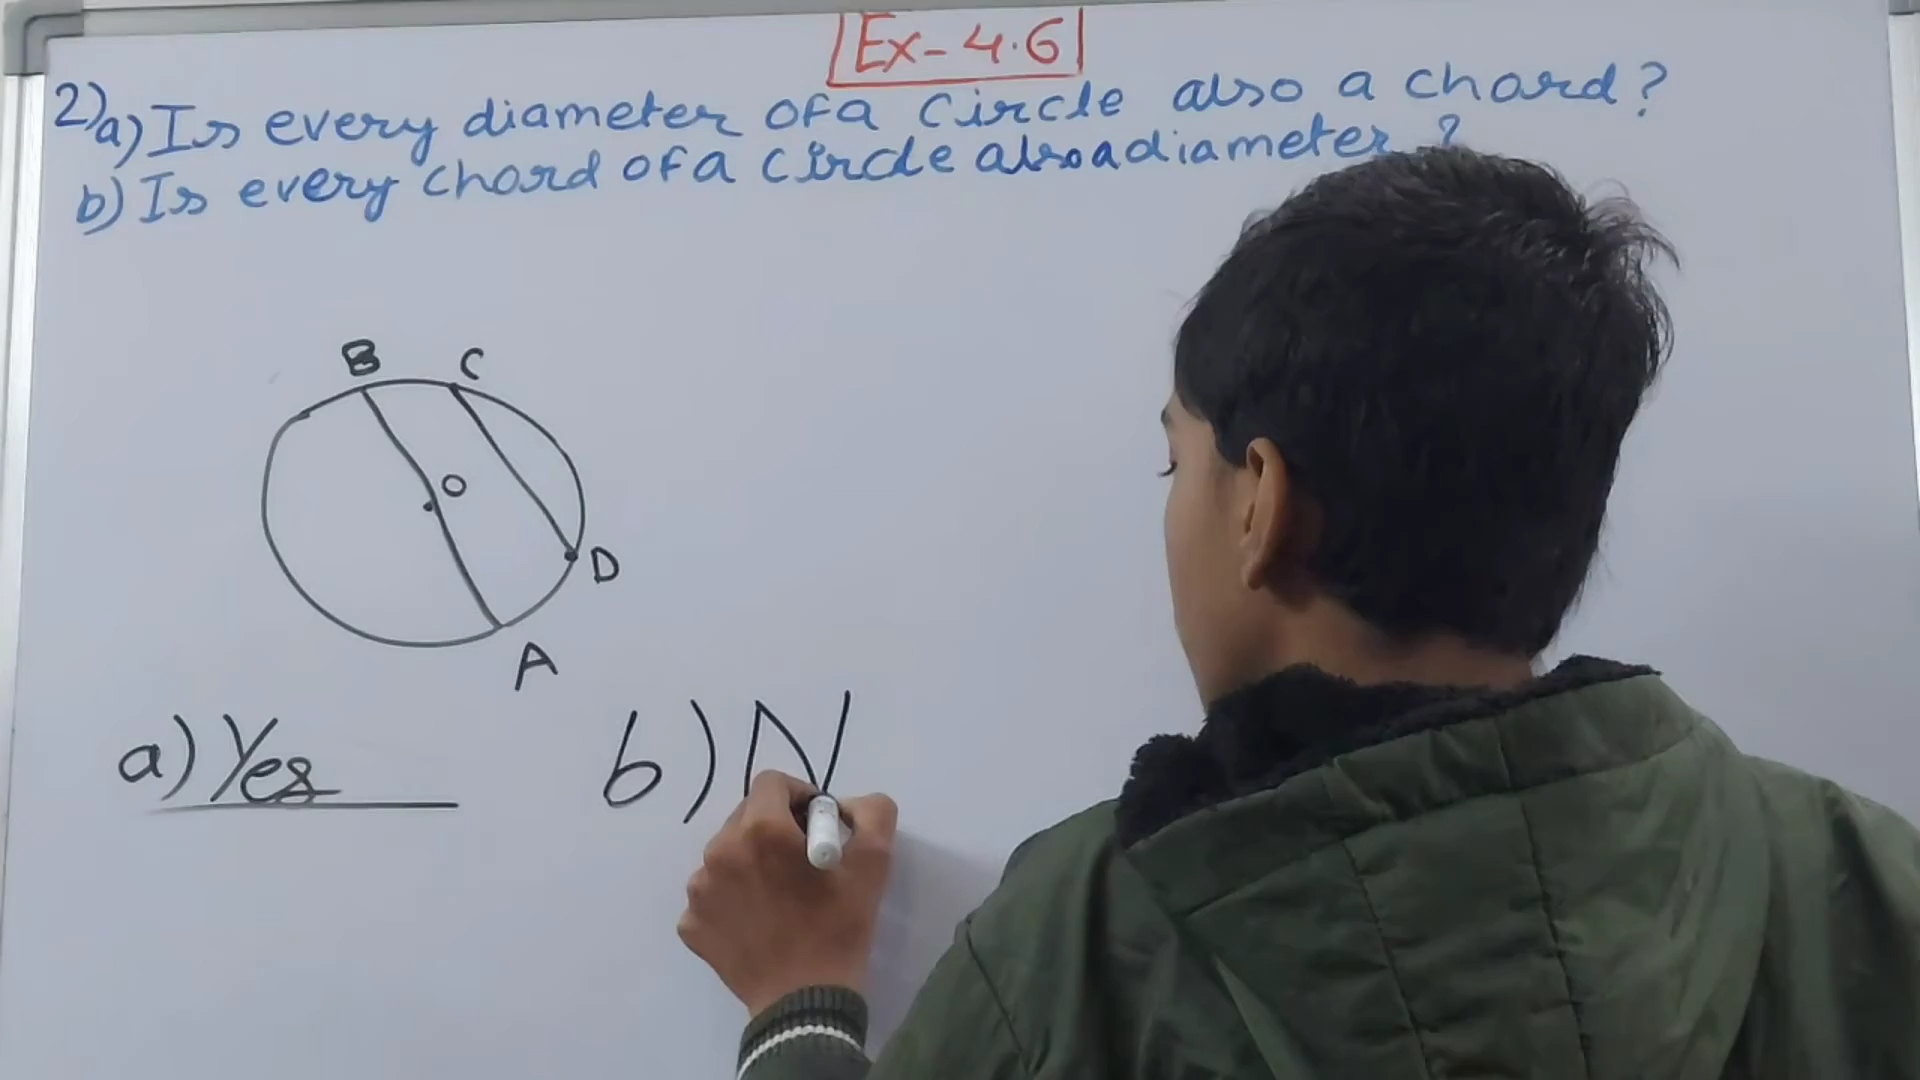 Ex-4.6
2)a) Is every diameter of a circle also a chord?
b) Is every chord of a circle also a diameter?
B C
O
D
A
a) Yes b) N